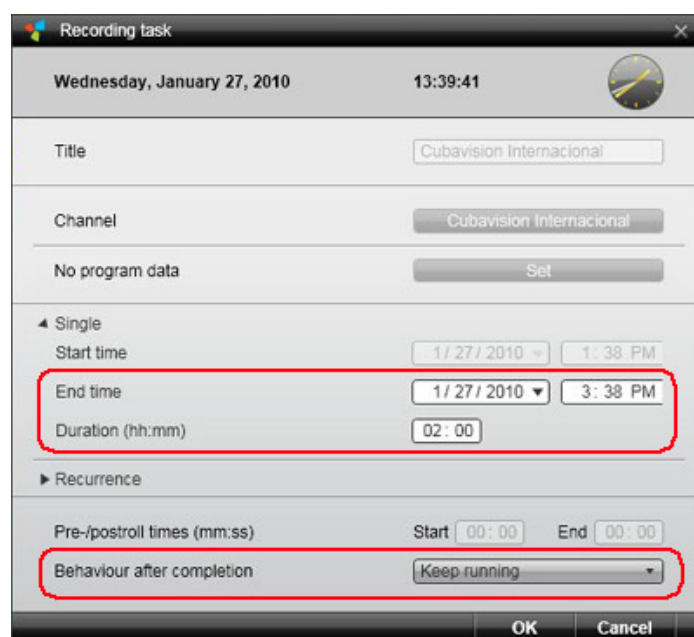 Recording task
Wednesday, January 27, 2010 13:39:41
Title Cubavision Internacional
Channel Cubavision Internacional
No program data Set
Single
Start time 1/ 27/ 2010 1: 38 PM
End time 1/ 27/ 2010 3: 38 PM
Duration (hh:mm) 02: 00
Recurrence
Pre-/postroll times (mm:ss) Start 00: 00 End 00: 00
Behaviour after completion Keep running
OK Cancel